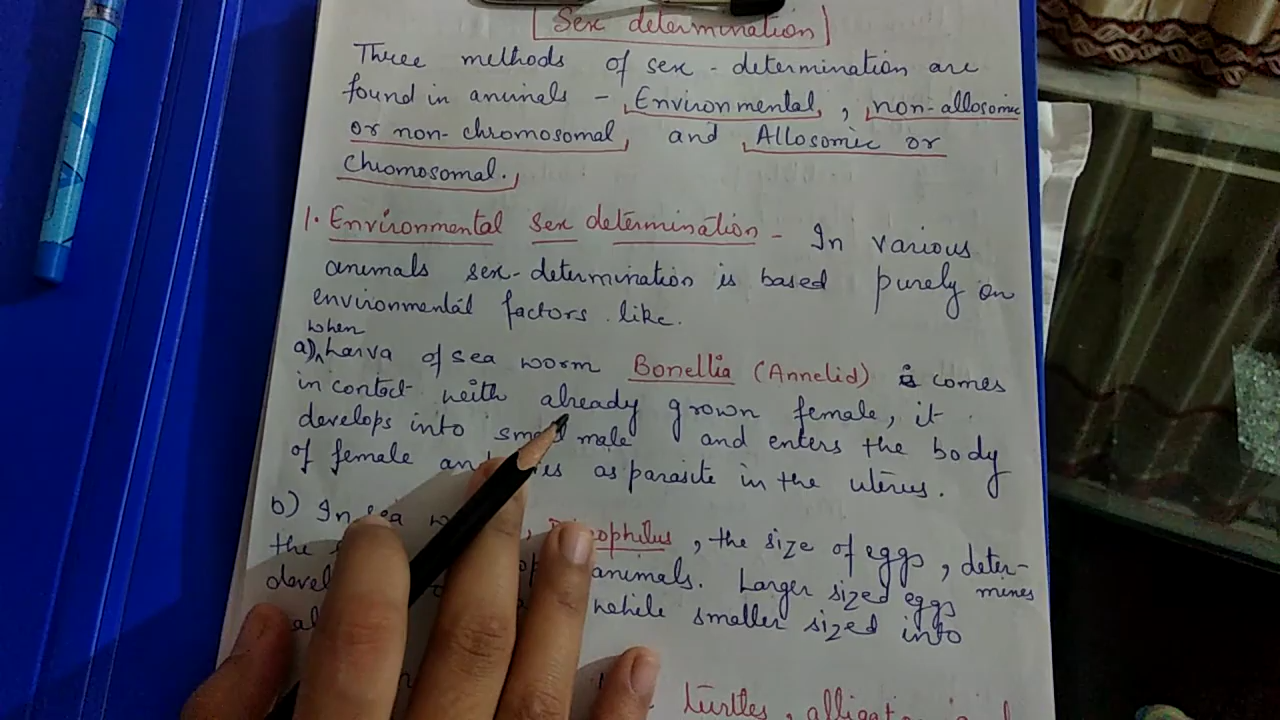 Sex determination
Three methods of sex-determination are
found in animals - Environmental, non-allosomic
or non-chromosomal, and Allosomic or
Chromosomal.
1. Environmental Sex determination - In various
animals sex-determination is based purely on
environmental factors like.
when
a) Larva of sea worm Bonellia (Annelid) is comes
in contact with already grown female, it
develops into small male and enters the body
of female and as parasite in the uterus.
b) In sea , the size of eggs, deter-
the animals. Larger sized eggs mines
while smaller sized into
turtles,